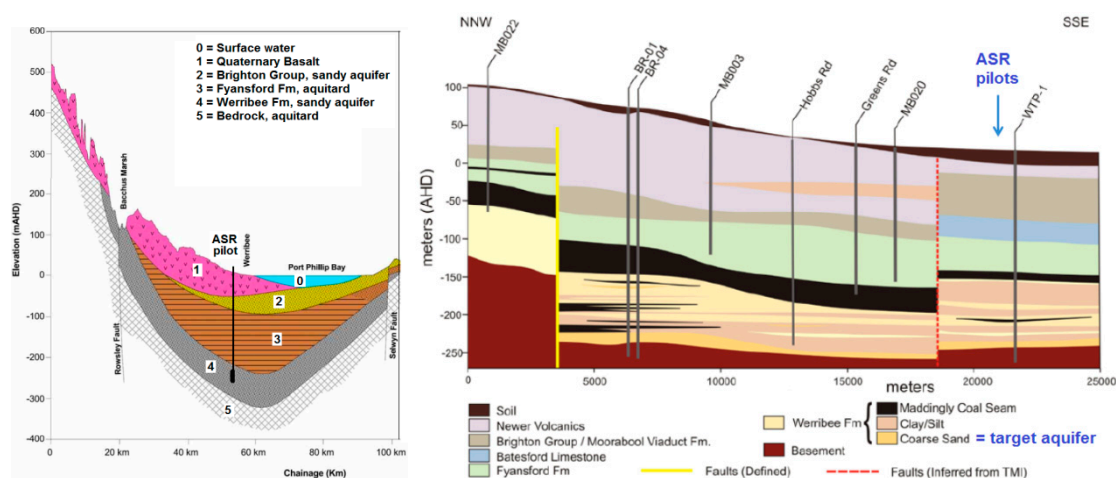 600
500
400
300
200
100
0
-100
-200
-300
-400
Elevation (mAHD)
0 = Surface water
1 = Quaternary Basalt
2 = Brighton Group, sandy aquifer
3 = Fyansford Fm, aquitard
4 = Werribee Fm, sandy aquifer
5 = Bedrock, aquitard
Bacchus Marsh
ASR
pilot
Werribee
Port Phillip Bay
0
1
2
3
4
5
Rowsley Fault
Selwyn Fault
0 km
20 km
40 km
60 km
80 km
100 km
Chainage (Km)
NNW
SSE
MB022
BR-01
BR-04
MB003
Hobbs Rd
Greens Rd
MB020
ASR
pilots
WTP-1
100
50
0
-50
-100
-150
-200
-250
meters (AHD)
0
5000
10000
15000
20000
25000
meters
Soil
Newer Volcanics
Brighton Group / Moorabool Viaduct Fm.
Batesford Limestone
Fyansford Fm
Werribee Fm
Maddingly Coal Seam
Clay/Silt
Coarse Sand = target aquifer
Basement
Faults (Defined)
Faults (Inferred from TMI)